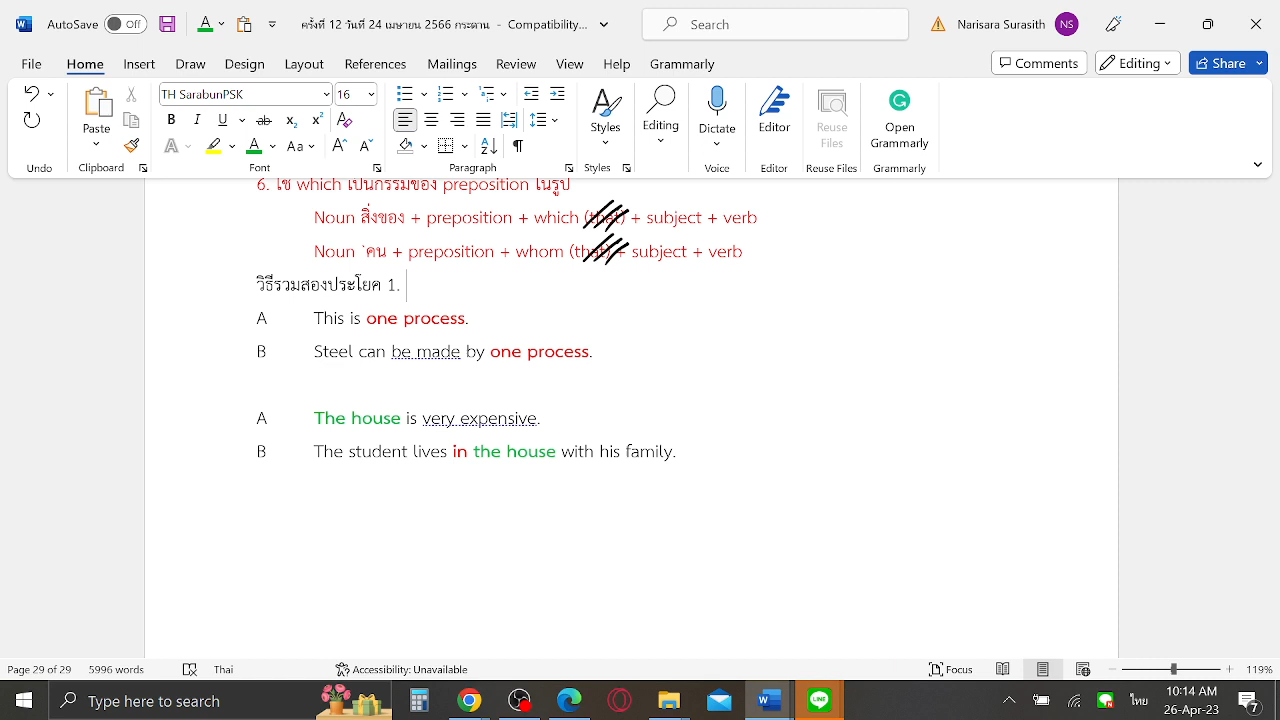 AutoSave Off ครั้งที่ 12 วันที่ 24 เมษายน 2566 กระดาน - Compatibility... Search Narisara Surasith NS
File Home Insert Draw Design Layout References Mailings Review View Help Grammarly Comments Editing Share
TH SarabunPSK 16
Paste Styles Editing Dictate Editor Reuse Files Open Grammarly
Undo Clipboard Font Paragraph Styles Voice Editor Reuse Files Grammarly
6. ใช้ which เป็นกรรมของ preposition ในรูป
Noun สิ่งของ + preposition + which (that) + subject + verb
Noun `คน + preposition + whom (that) + subject + verb
วิธีรวมสองประโยค 1.
A This is one process.
B Steel can be made by one process.
A The house is very expensive.
B The student lives in the house with his family.
Page 29 of 29 5996 words Thai Accessibility: Unavailable Focus 119%
Type here to search LINE ไทย 10:14 AM
26-Apr-23 7